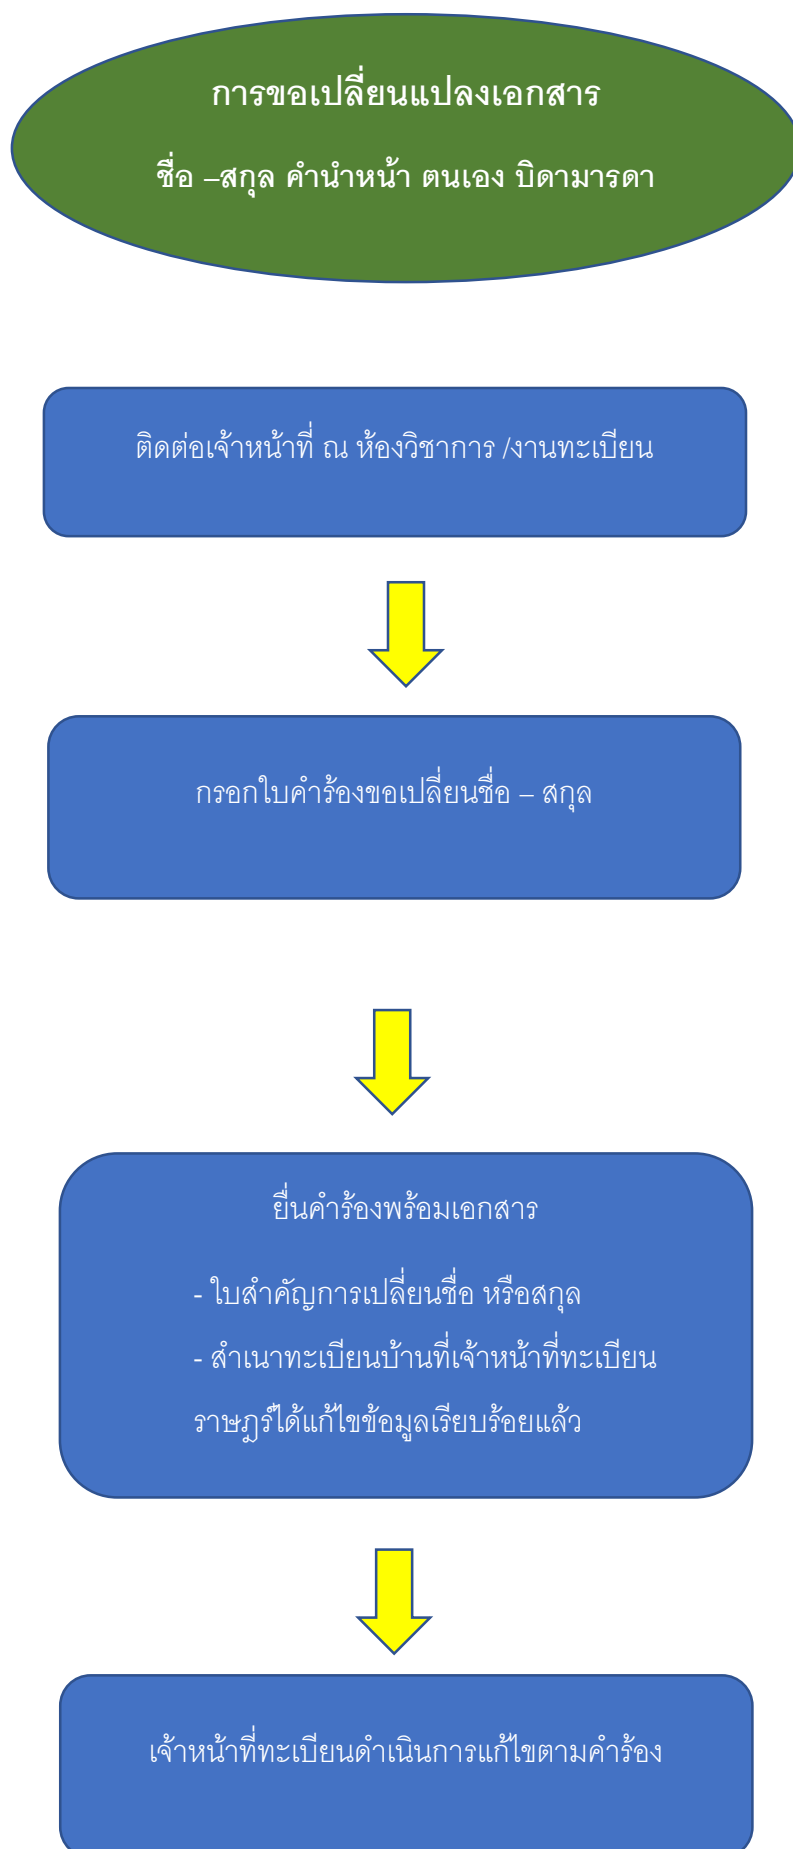 การขอเปลี่ยนแปลงเอกสาร
ชื่อ –สกุล คำนำหน้า ตนเอง บิดามารดา
ติดต่อเจ้าหน้าที่ ณ ห้องวิชาการ /งานทะเบียน
กรอกใบคำร้องขอเปลี่ยนชื่อ – สกุล
ยื่นคำร้องพร้อมเอกสาร
- ใบสำคัญการเปลี่ยนชื่อ หรือสกุล
- สำเนาทะเบียนบ้านที่เจ้าหน้าที่ทะเบียน
ราษฎร์ได้แก้ไขข้อมูลเรียบร้อยแล้ว
เจ้าหน้าที่ทะเบียนดำเนินการแก้ไขตามคำร้อง